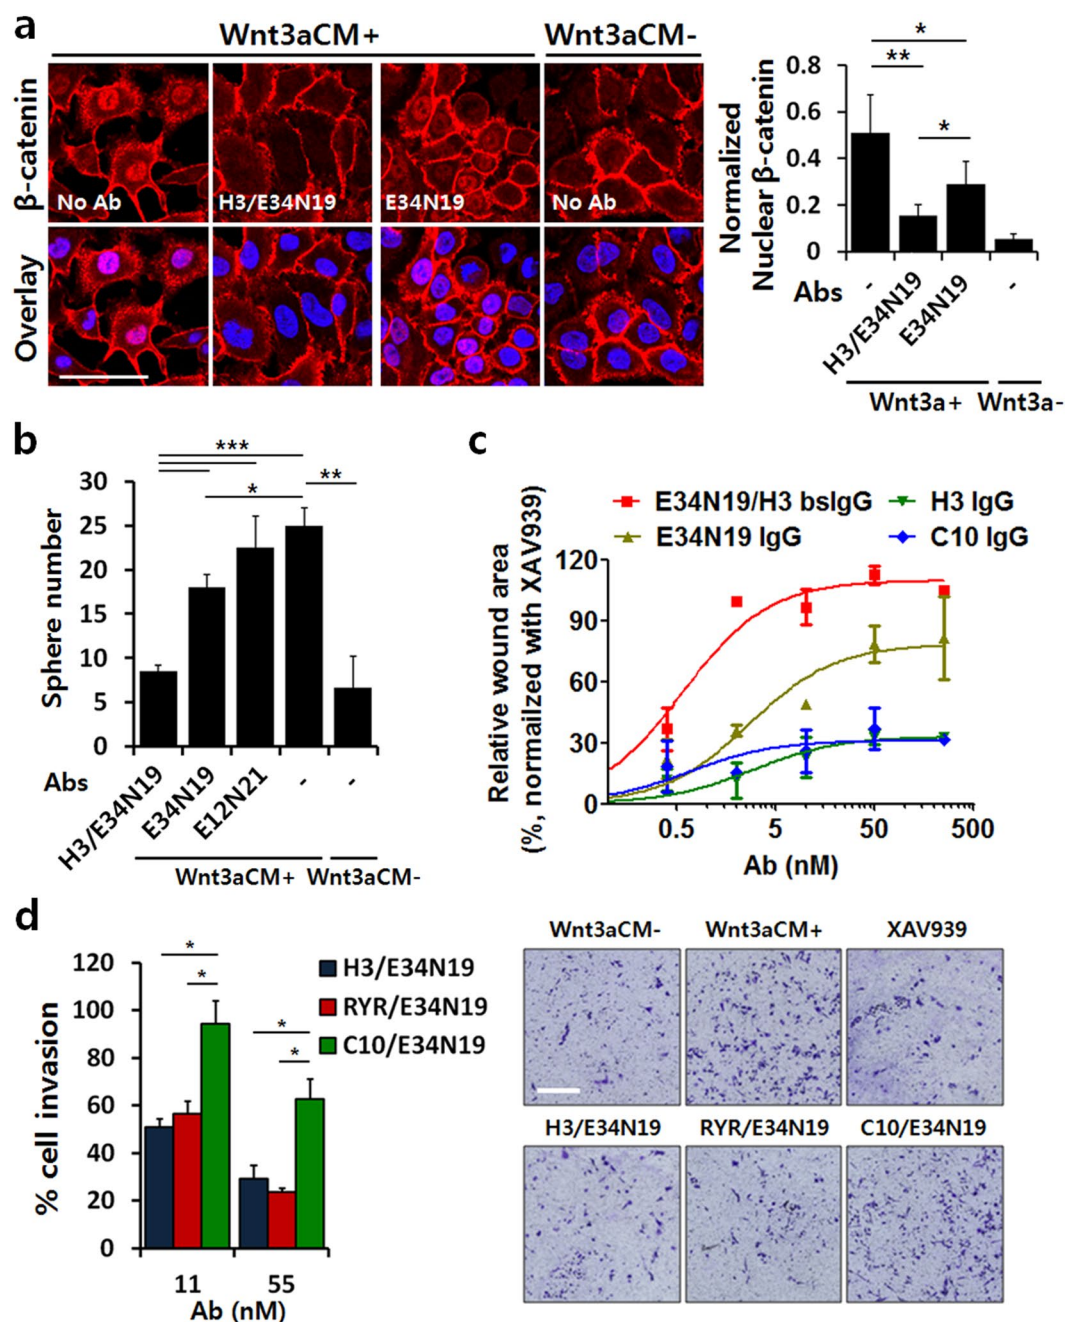 a
Wnt3aCM+
Wnt3aCM-
β-catenin
No Ab
H3/E34N19
E34N19
No Ab
Overlay
Normalized
Nuclear β-catenin
0.8
0.6
0.4
0.2
0
*
**
*
Abs
-
H3/E34N19
E34N19
-
Wnt3a+
Wnt3a-
b
Sphere number
30
25
20
15
10
5
0
***
**
*
Abs
H3/E34N19
E34N19
E12N21
-
-
Wnt3aCM+
Wnt3aCM-
c
Relative wound area
(%, normailzed with XAV939)
E34N19/H3 bsIgG
H3 IgG
E34N19 IgG
C10 IgG
120
90
60
30
0
0.5
5
50
500
Ab (nM)
d
% cell invasion
120
100
80
60
40
20
0
*
*
*
*
H3/E34N19
RYR/E34N19
C10/E34N19
11
55
Ab (nM)
Wnt3aCM-
Wnt3aCM+
XAV939
H3/E34N19
RYR/E34N19
C10/E34N19